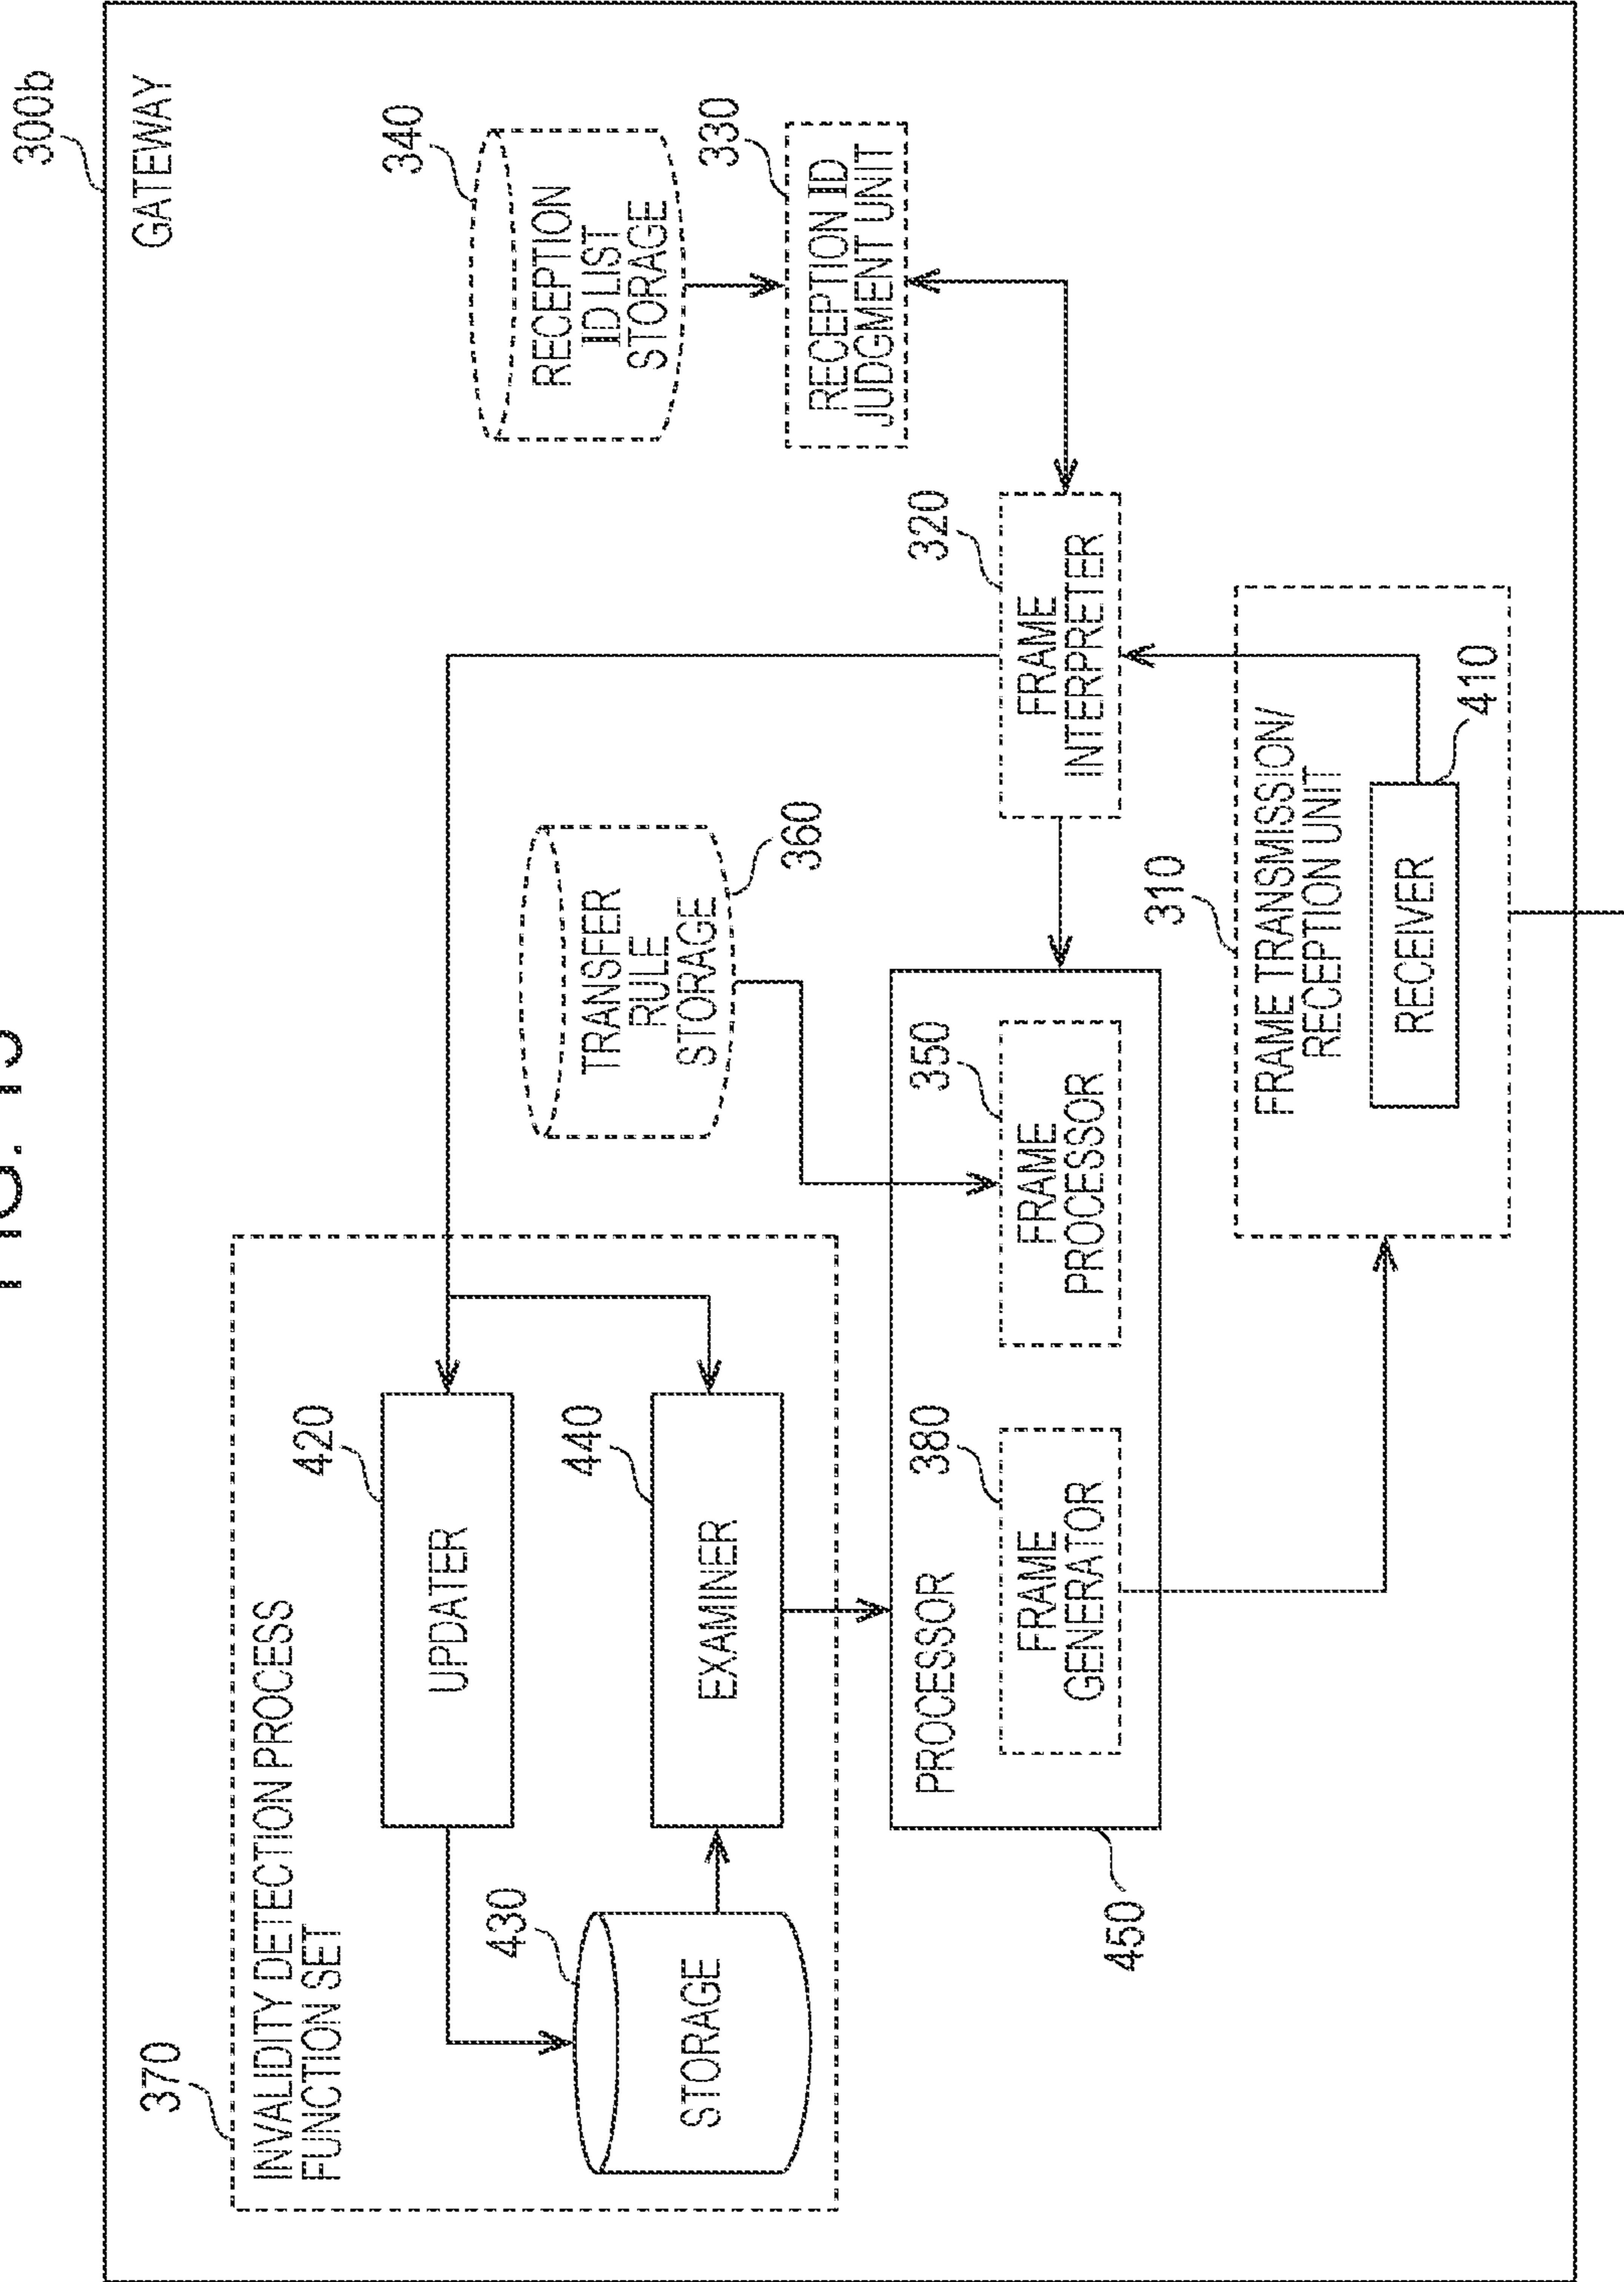 300b
GATEWAY
370
INVALIDITY DETECTION PROCESS
FUNCTION SET
420
UPDATER
430
STORAGE
440
EXAMINER
340
RECEPTION
ID LIST
STORAGE
360
TRANSFER
RULE
STORAGE
330
RECEPTION ID
JUDGMENT UNIT
450
PROCESSOR
380
FRAME
GENERATOR
350
FRAME
PROCESSOR
320
FRAME
INTERPRETER
310
FRAME TRANSMISSION/
RECEPTION UNIT
410
RECEIVER